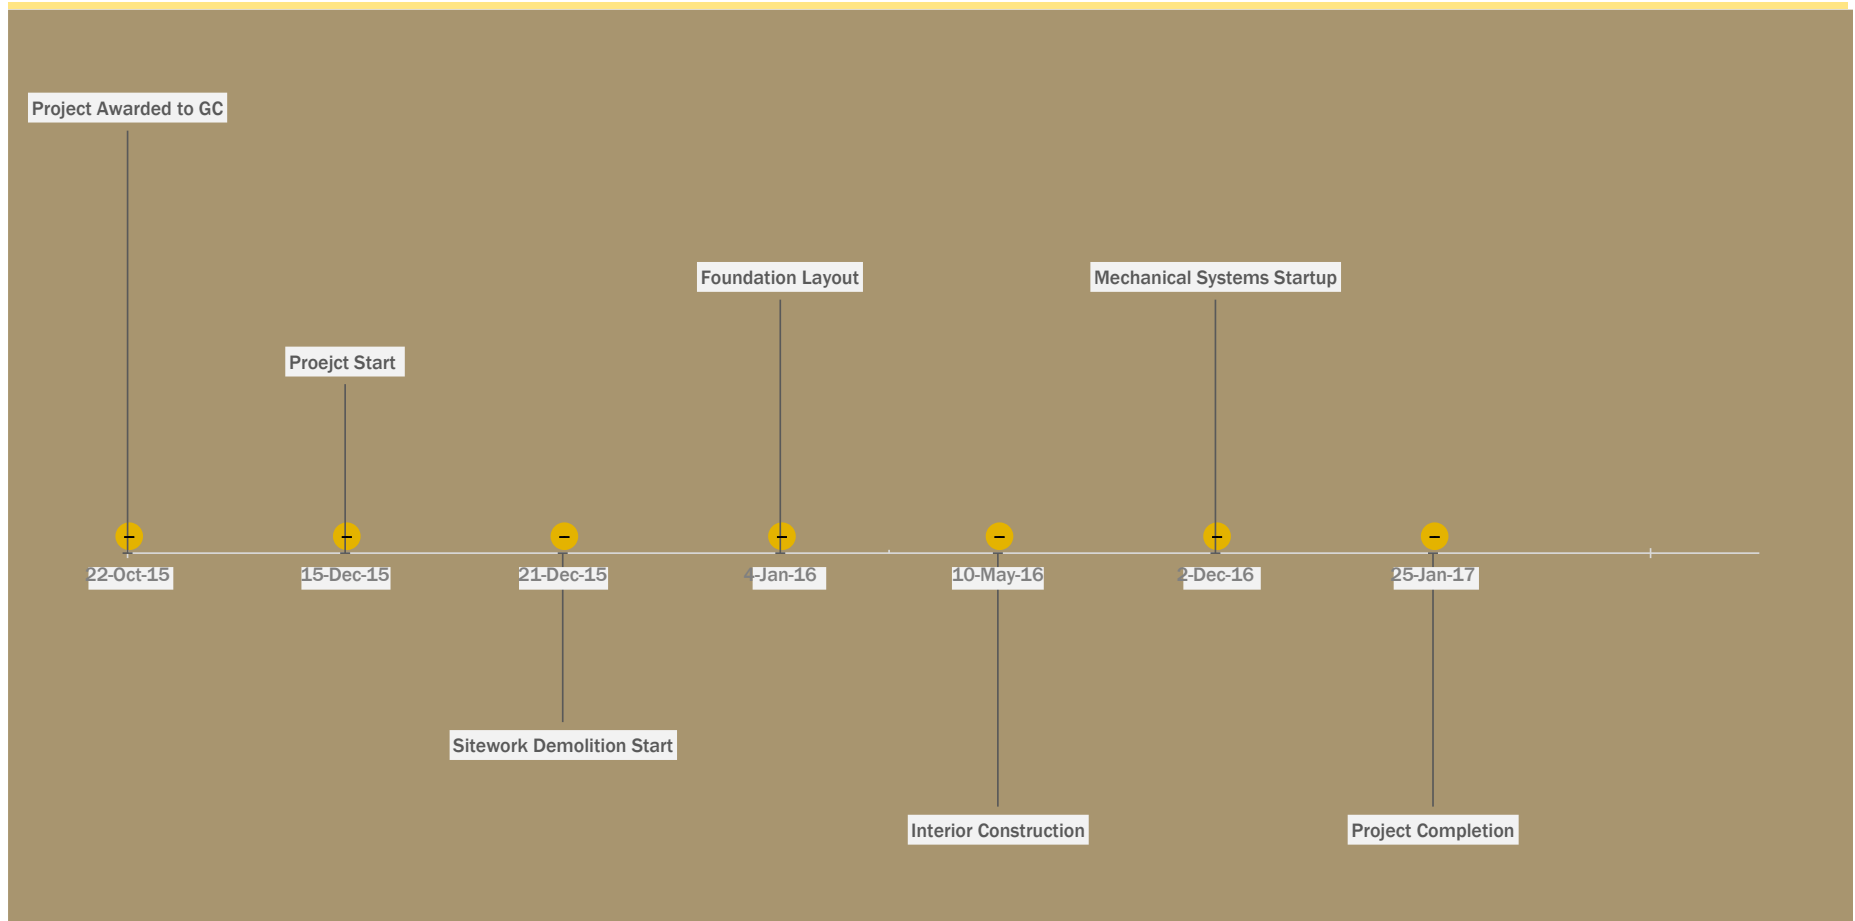 Project Awarded to GC
Foundation Layout
Mechanical Systems Startup
Proejct Start
22-Oct-15
15-Dec-15
21-Dec-15
4-Jan-16
10-May-16
2-Dec-16
25-Jan-17
Sitework Demolition Start
Interior Construction
Project Completion